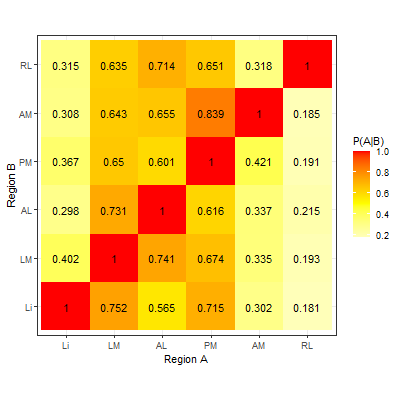 RL 0.315 0.635 0.714 0.651 0.318 1
AM 0.308 0.643 0.655 0.839 1 0.185
PM 0.367 0.65 0.601 1 0.421 0.191
AL 0.298 0.731 1 0.616 0.337 0.215
LM 0.402 1 0.741 0.674 0.335 0.193
Li 1 0.752 0.565 0.715 0.302 0.181
Li LM AL PM AM RL
Region A
Region B
P(A|B)
1.0
0.8
0.6
0.4
0.2